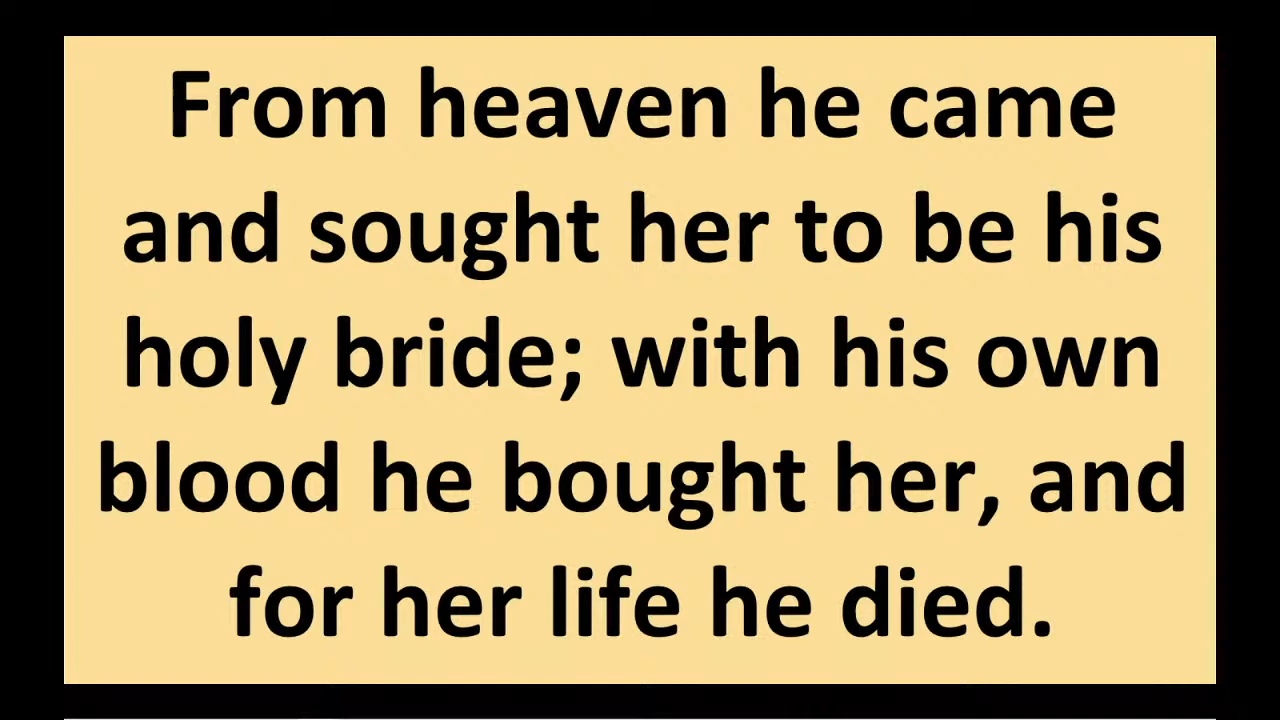 From heaven he came
and sought her to be his
holy bride; with his own
blood he bought her, and
for her life he died.